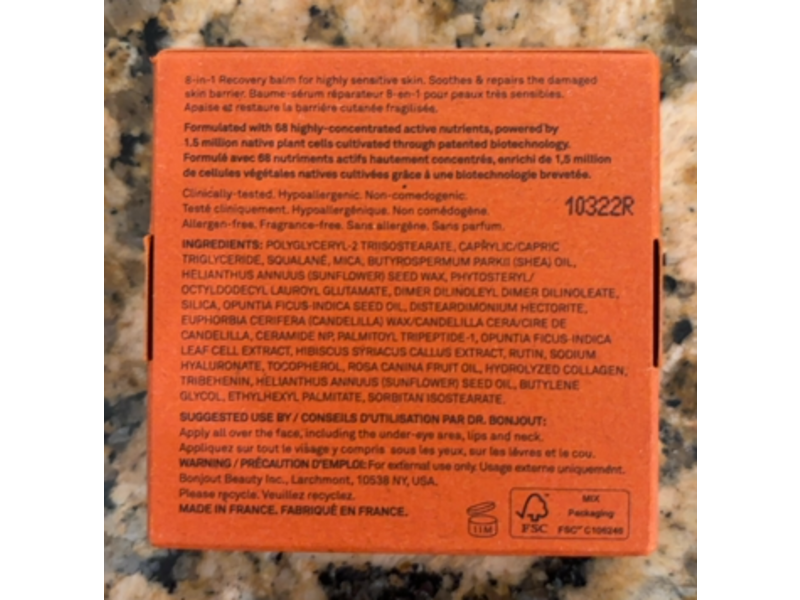 8-in-1 Recovery balm for highly sensitive skin. Soothes & repairs the damaged
skin barrier. Baume-sérum réparateur 8-en-1 pour peaux très sensibles.
Apaise et restaure la barrière cutanée fragilisée.
Formulated with 68 highly-concentrated active nutrients, powered by
1.5 million native plant cells cultivated through patented biotechnology.
Formulé avec 68 nutriments actifs hautement concentrés, enrichi de 1,5 million
de cellules végétales natives cultivées grâce à une biotechnologie brevetée.
Clinically-tested. Hypoallergenic. Non-comedogenic.
Testé cliniquement. Hypoallergénique. Non comédogène.
Allergen-free. Fragrance-free. Sans allergène. Sans parfum.
10322R
INGREDIENTS: POLYGLYCERYL-2 TRIISOSTEARATE, CAPRYLIC/CAPRIC
TRIGLYCERIDE, SQUALANE, MICA, BUTYROSPERMUM PARKII (SHEA) OIL,
HELIANTHUS ANNUUS (SUNFLOWER) SEED WAX, PHYTOSTERYL/
OCTYLDODECYL LAUROYL GLUTAMATE, DIMER DILINOLEYL DIMER DILINOLEATE,
SILICA, OPUNTIA FICUS-INDICA SEED OIL, DISTEARDIMONIUM HECTORITE,
EUPHORBIA CERIFERA (CANDELILLA) WAX/CANDELILLA CERA/CIRE DE
CANDELILLA, CERAMIDE NP, PALMITOYL TRIPEPTIDE-1, OPUNTIA FICUS-INDICA
LEAF CELL EXTRACT, HIBISCUS SYRIACUS CALLUS EXTRACT, RUTIN, SODIUM
HYALURONATE, TOCOPHEROL, ROSA CANINA FRUIT OIL, HYDROLYZED COLLAGEN,
TRIBEHENIN, HELIANTHUS ANNUUS (SUNFLOWER) SEED OIL, BUTYLENE
GLYCOL, ETHYLHEXYL PALMITATE, SORBITAN ISOSTEARATE.
SUGGESTED USE BY / CONSEILS D'UTILISATION PAR DR. BONJOUT:
Apply all over the face, including the under-eye area, lips and neck.
Appliquez sur tout le visage y compris sous les yeux, sur les lèvres et le cou.
WARNING / PRÉCAUTION D'EMPLOI: For external use only. Usage externe uniquement.
Bonjout Beauty Inc., Larchmont, 10538 NY, USA.
Please recycle. Veuillez recyclez.
MADE IN FRANCE. FABRIQUÉ EN FRANCE.
11M
FSC
MIX
Packaging
FSC™ C106246